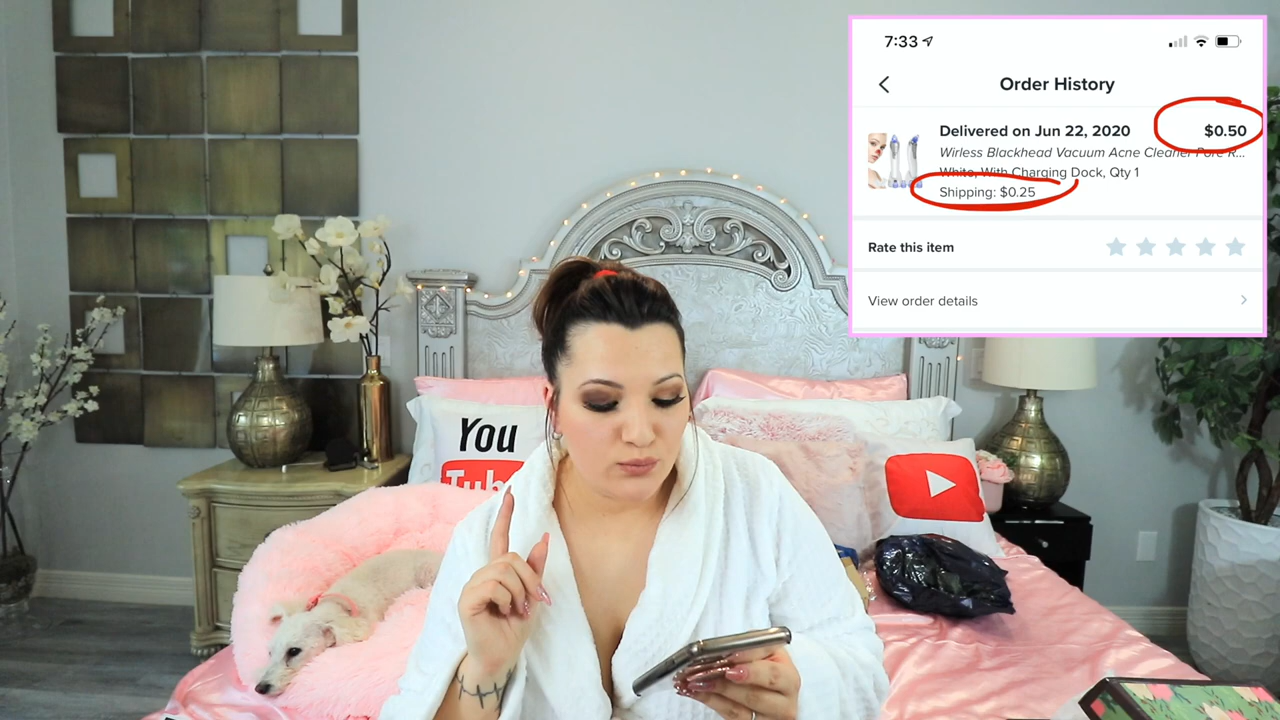 7:33
Order History
Delivered on Jun 22, 2020 $0.50
Wirless Blackhead Vacuum Acne Cleaner Pore R...
White, With Charging Dock, Qty 1
Shipping: $0.25
Rate this item
View order details
You
Tube